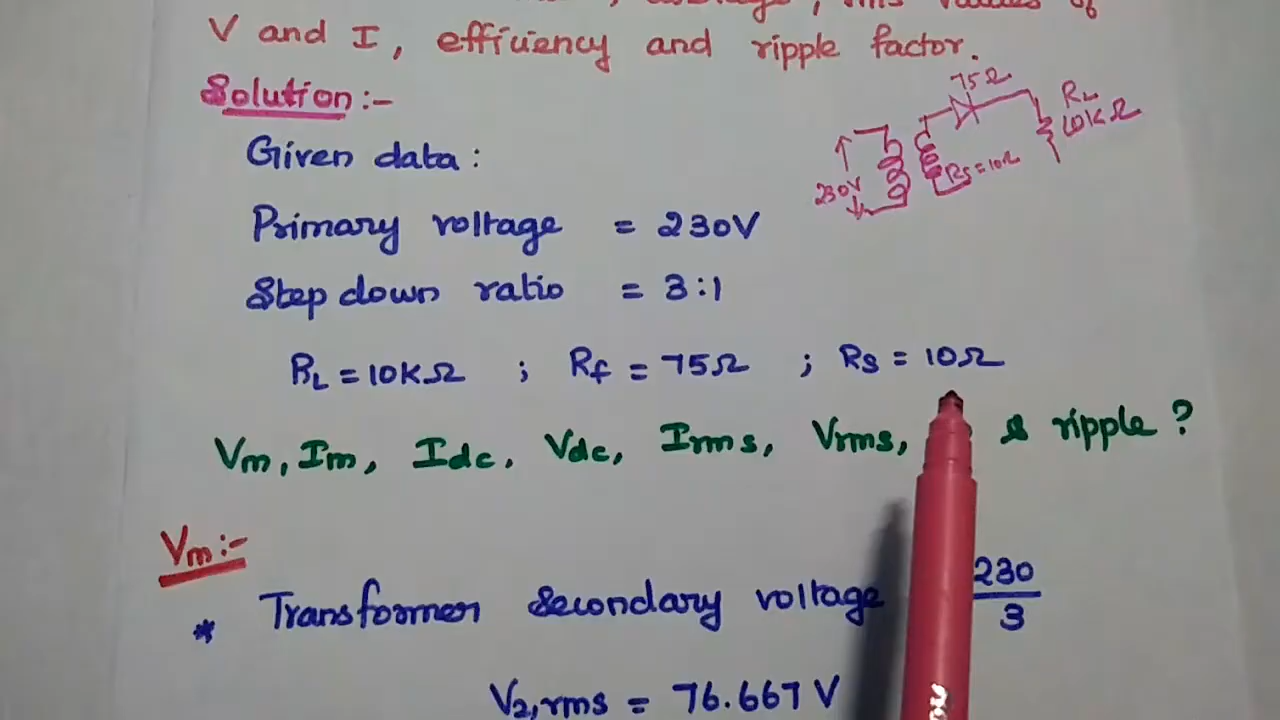 values of
V and I, efficiency and ripple factor.
Solution :-
75Ω
RL
10KΩ
230V
RS=10Ω
Given data :
Primary voltage = 230V
Step down ratio = 3:1
RL = 10KΩ ; Rf = 75Ω ; RS = 10Ω
Vm, Im, Idc, Vdc, Irms, Vrms, & ripple ?
Vm:-
* Transformer secondary voltage 230/3
V2,rms = 76.667 V